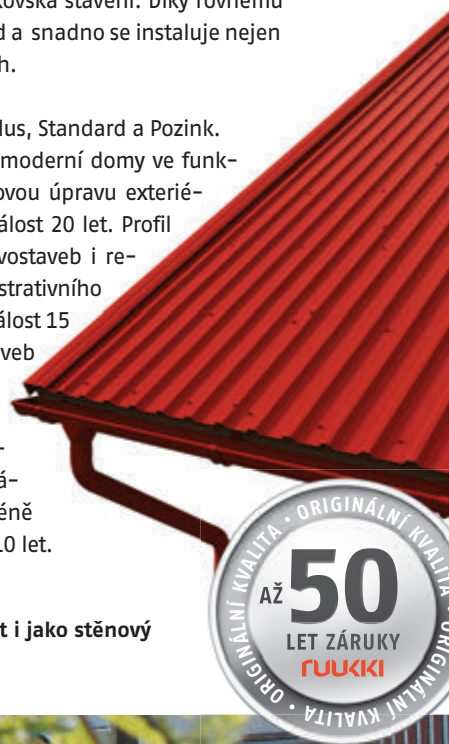 kovská stavení. Díky rovnému
d a snadno se instaluje nejen
h.
lus, Standard a Pozink.
moderní domy ve funk-
ovou úpravu exterié-
álost 20 let. Profil
vostaveb i re-
strativního
álost 15
veb
-
á-
éně
10 let.
t i jako stěnový
ORIGINÁLNÍ KVALITA • ORIGINÁLNÍ KVALITA • ORIGINÁLNÍ KVALITA •
AŽ 50
LET ZÁRUKY
RUUKKI